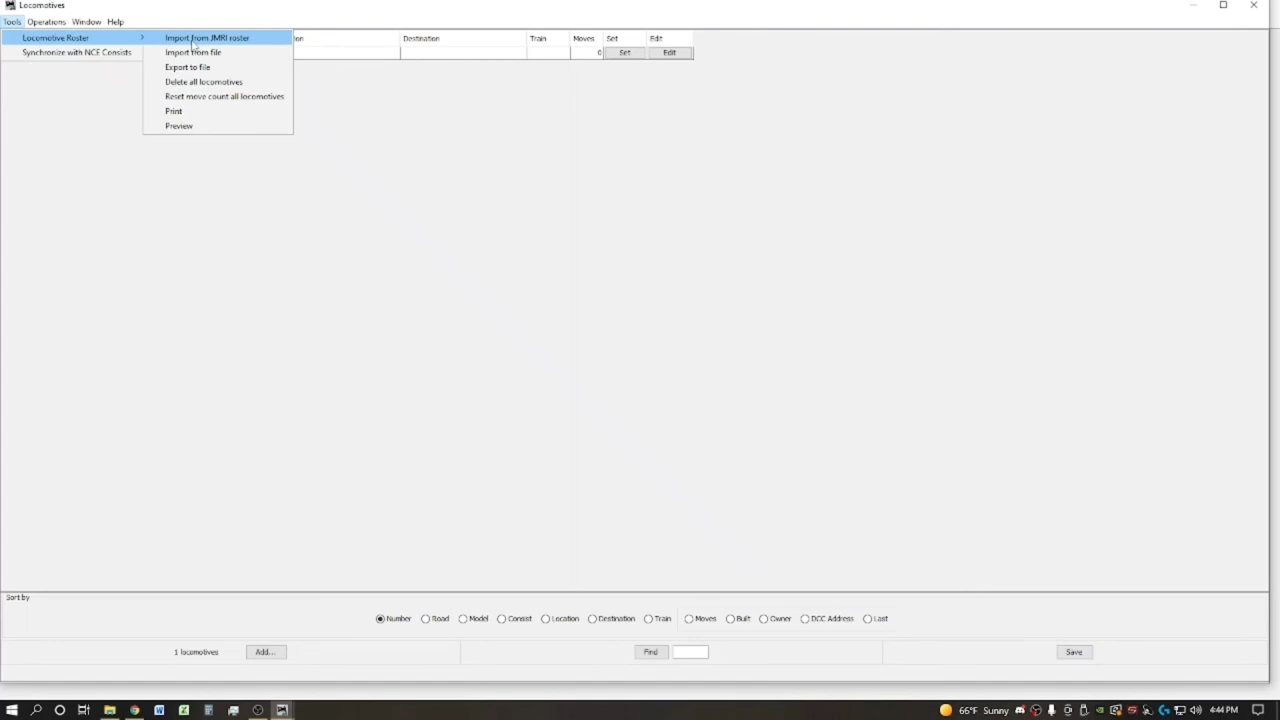 Locomotives
Tools Operations Window Help
Locomotive Roster
Synchronize with NCE Consists
Import from JMRI roster
Import from file
Export to file
Delete all locomotives
Reset move count all locomotives
Print
Preview
ion Destination Train Moves Set Edit
0 Set Edit
Sort by
Number Road Model Consist Location Destination Train Moves Built Owner DCC Address Last
1 locomotives Add... Find Save
66°F Sunny 4:44 PM